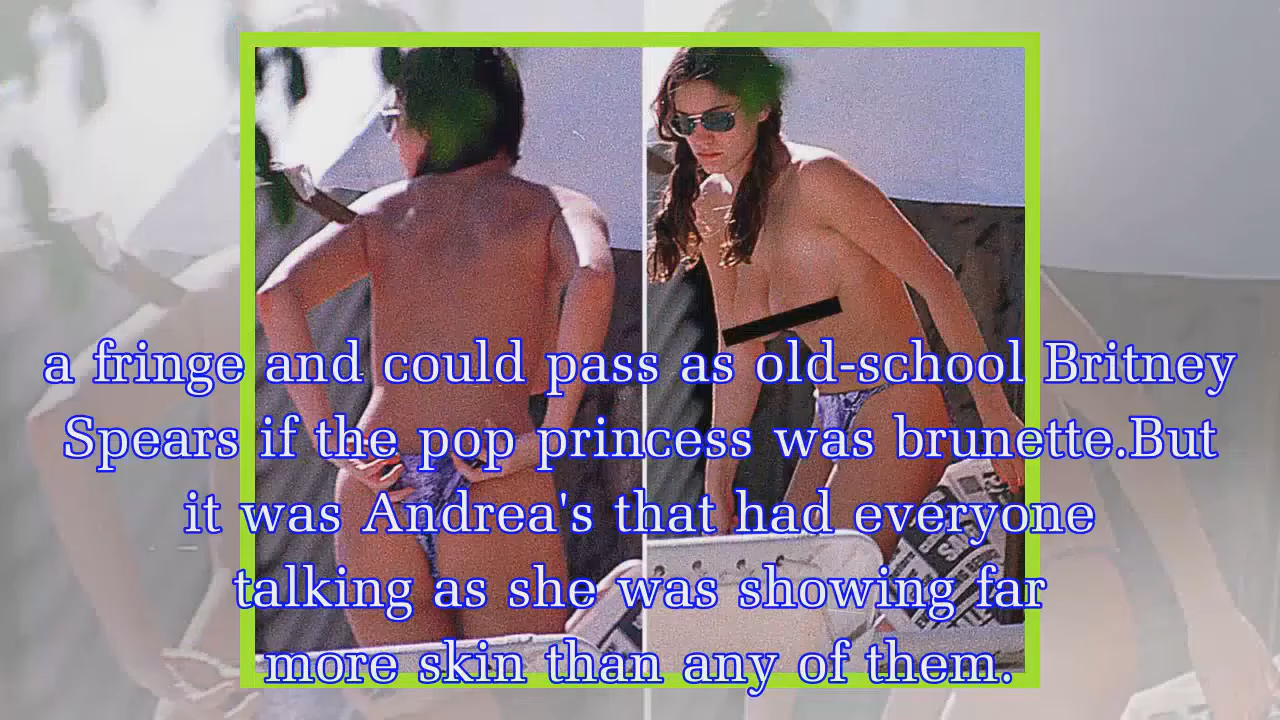 a fringe and could pass as old-school Britney
Spears if the pop princess was brunette.But
it was Andrea's that had everyone
talking as she was showing far
more skin than any of them.